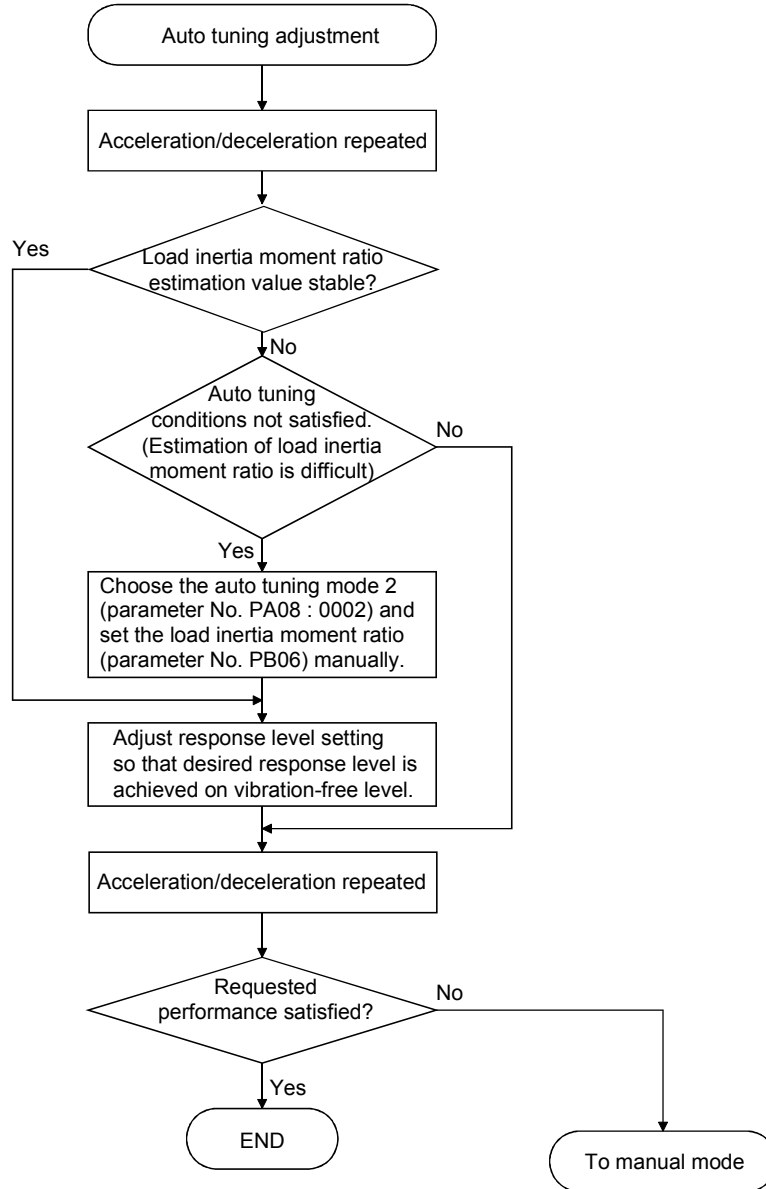 Auto tuning adjustment
Acceleration/deceleration repeated
Yes
Load inertia moment ratio
estimation value stable?
No
Auto tuning
conditions not satisfied.
(Estimation of load inertia
moment ratio is difficult)
No
Yes
Choose the auto tuning mode 2
(parameter No. PA08 : 0002) and
set the load inertia moment ratio
(parameter No. PB06) manually.
Adjust response level setting
so that desired response level is
achieved on vibration-free level.
Acceleration/deceleration repeated
Requested
performance satisfied?
No
Yes
END
To manual mode